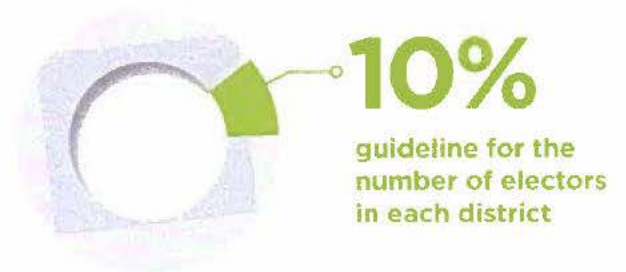 10%
guideline for the
number of electors
in each district